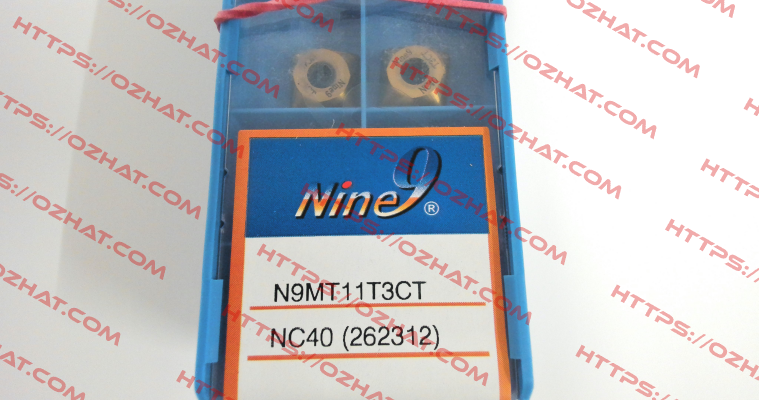 Nine9®
N9MT11T3CT
NC40 (262312)
HTTPS://OZHAT.COM